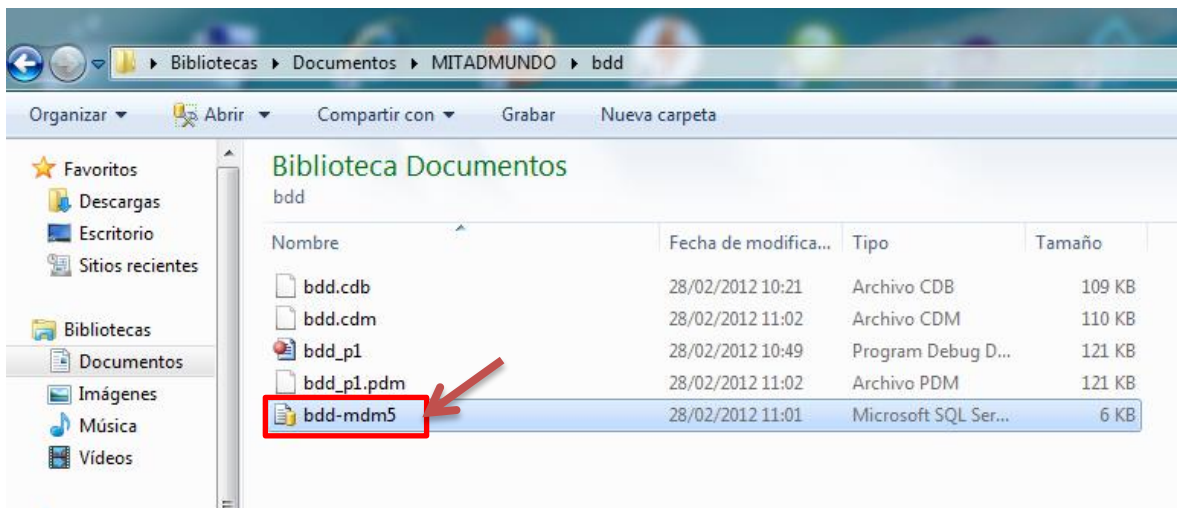 Bibliotecas ▸ Documentos ▸ MITADMUNDO ▸ bdd
Organizar Abrir Compartir con Grabar Nueva carpeta
Favoritos
Descargas
Escritorio
Sitios recientes
Bibliotecas
Documentos
Imágenes
Música
Vídeos
Biblioteca Documentos
bdd
Nombre Fecha de modifica... Tipo Tamaño
bdd.cdb 28/02/2012 10:21 Archivo CDB 109 KB
bdd.cdm 28/02/2012 11:02 Archivo CDM 110 KB
bdd_p1 28/02/2012 10:49 Program Debug D... 121 KB
bdd_p1.pdm 28/02/2012 11:02 Archivo PDM 121 KB
bdd-mdm5 28/02/2012 11:01 Microsoft SQL Ser... 6 KB